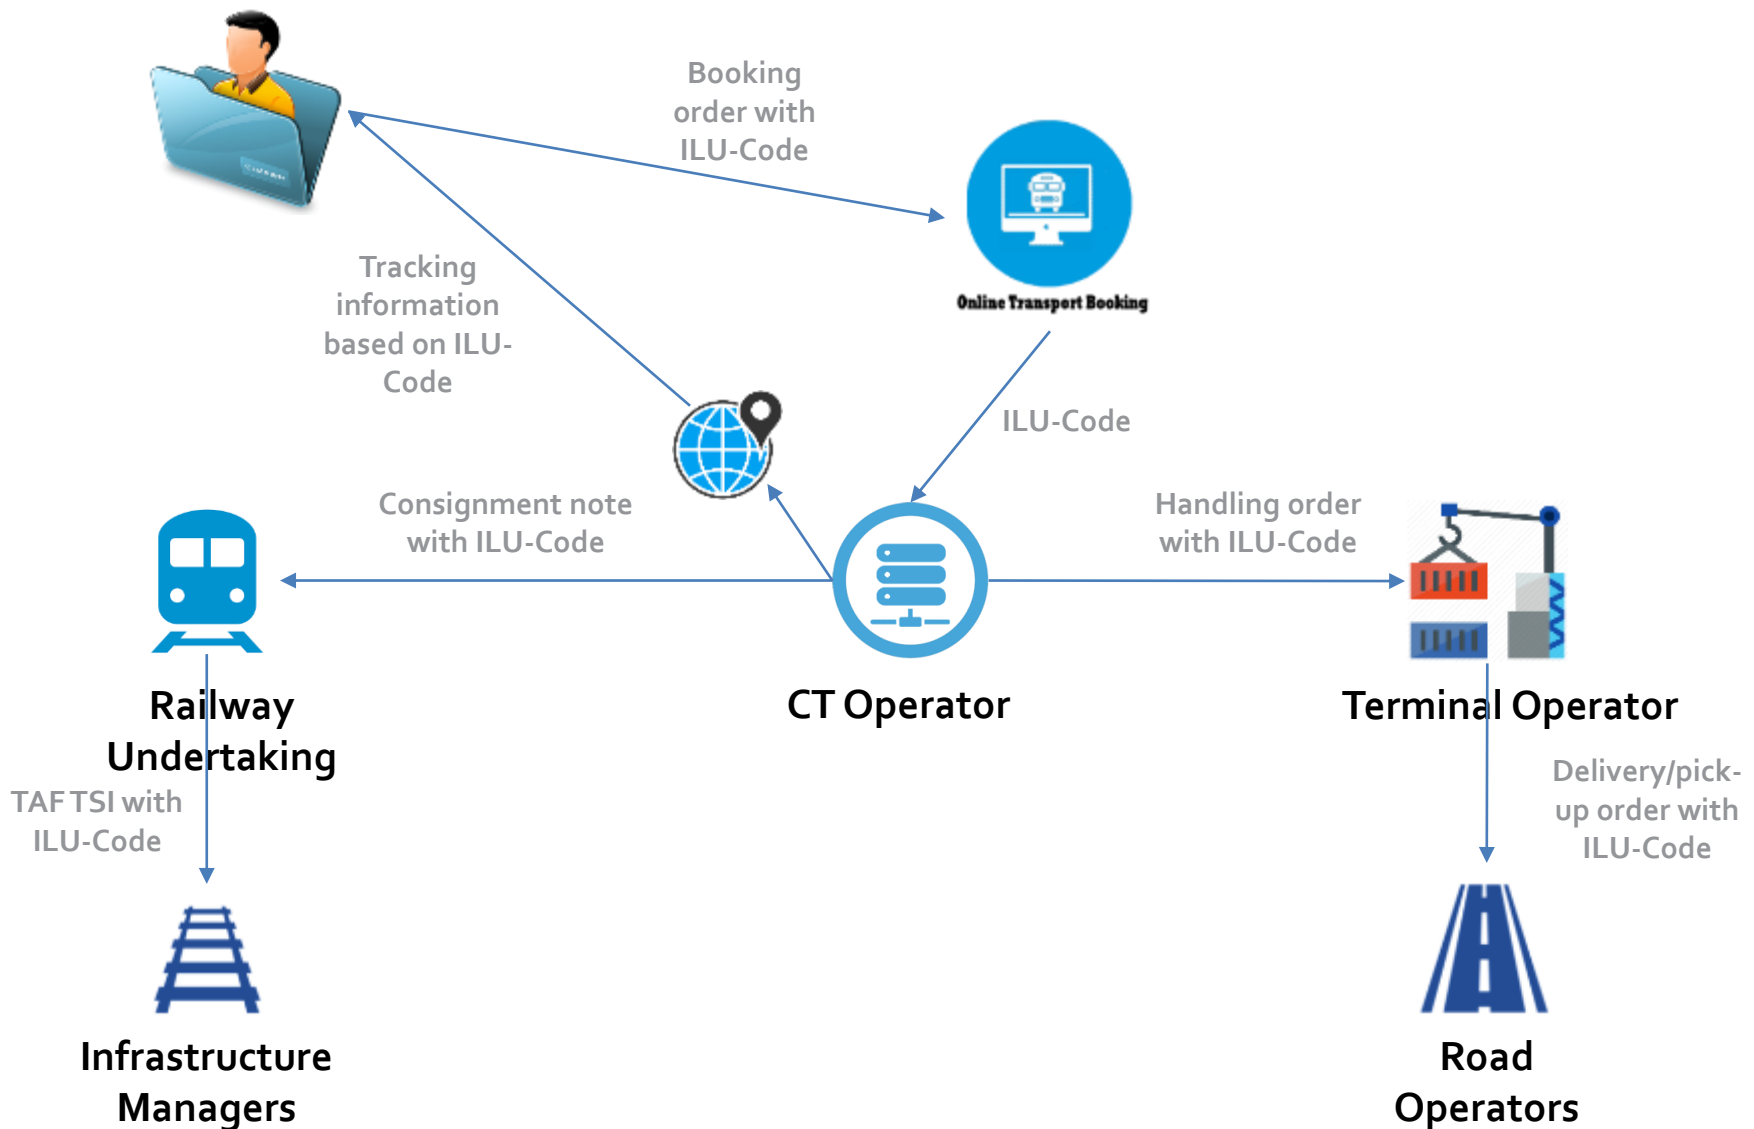 Booking
order with
ILU-Code
Online Transport Booking
Tracking
information
based on ILU-
Code
ILU-Code
Consignment note
with ILU-Code
Handling order
with ILU-Code
Railway
Undertaking
CT Operator
Terminal Operator
TAF TSI with
ILU-Code
Delivery/pick-
up order with
ILU-Code
Infrastructure
Managers
Road
Operators